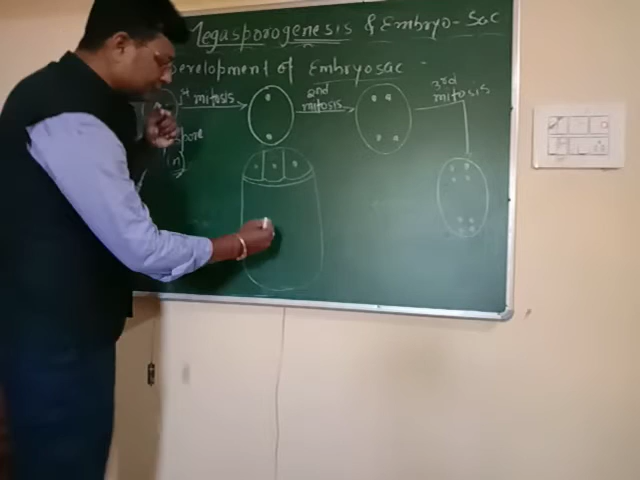 Megasporogenesis & Embryo-Sac
Development of Embryosac -
1st mitosis
2nd mitosis
3rd mitosis
(n)